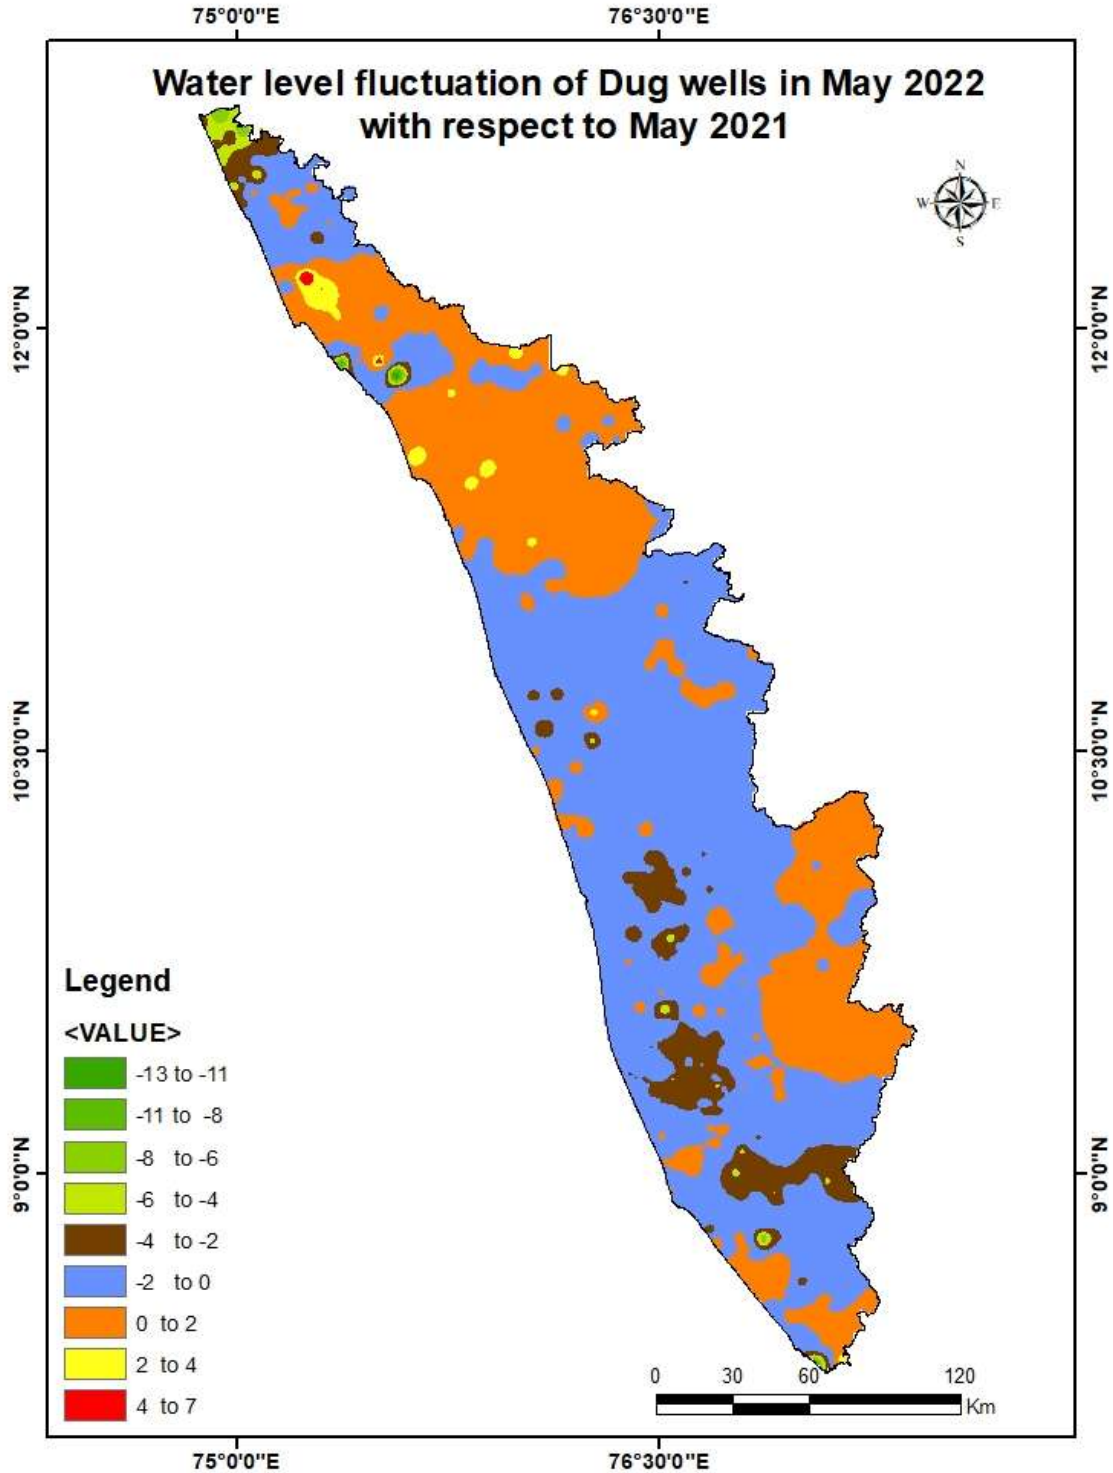 75°0'0"E 76°30'0"E
Water level fluctuation of Dug wells in May 2022
with respect to May 2021
N
W E
S
12°0'0"N 12°0'0"N
10°30'0"N 10°30'0"N
Legend
<VALUE>
-13 to -11
-11 to -8
-8 to -6
-6 to -4
-4 to -2
-2 to 0
0 to 2
2 to 4
4 to 7
9°0'0"N 9°0'0"N
0 30 60 120
Km
75°0'0"E 76°30'0"E